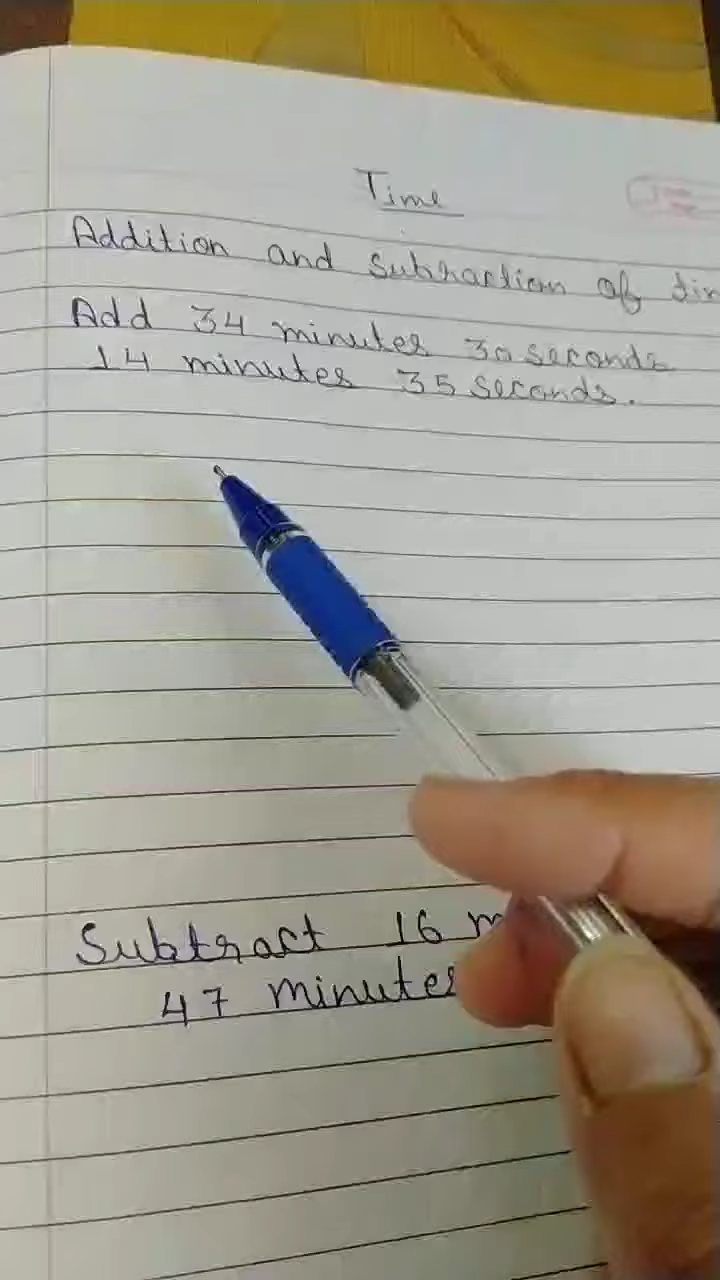 Time
Addition and Subtraction of
Add 34 minutes 30 seconds
14 minutes 35 seconds.
Subtract 16
47 minutes